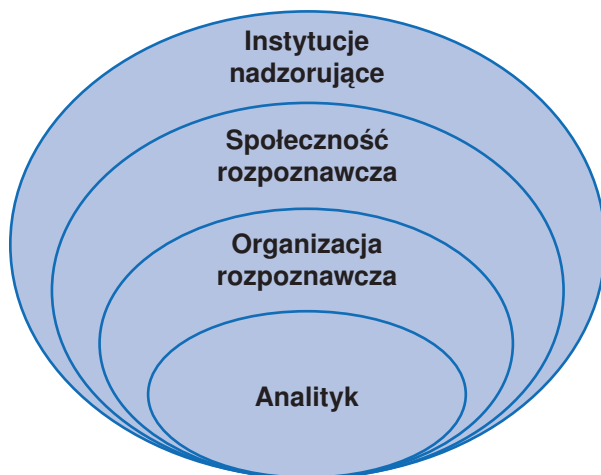 Instytucje
nadzorujące
Społeczność
rozpoznawcza
Organizacja
rozpoznawcza
Analityk